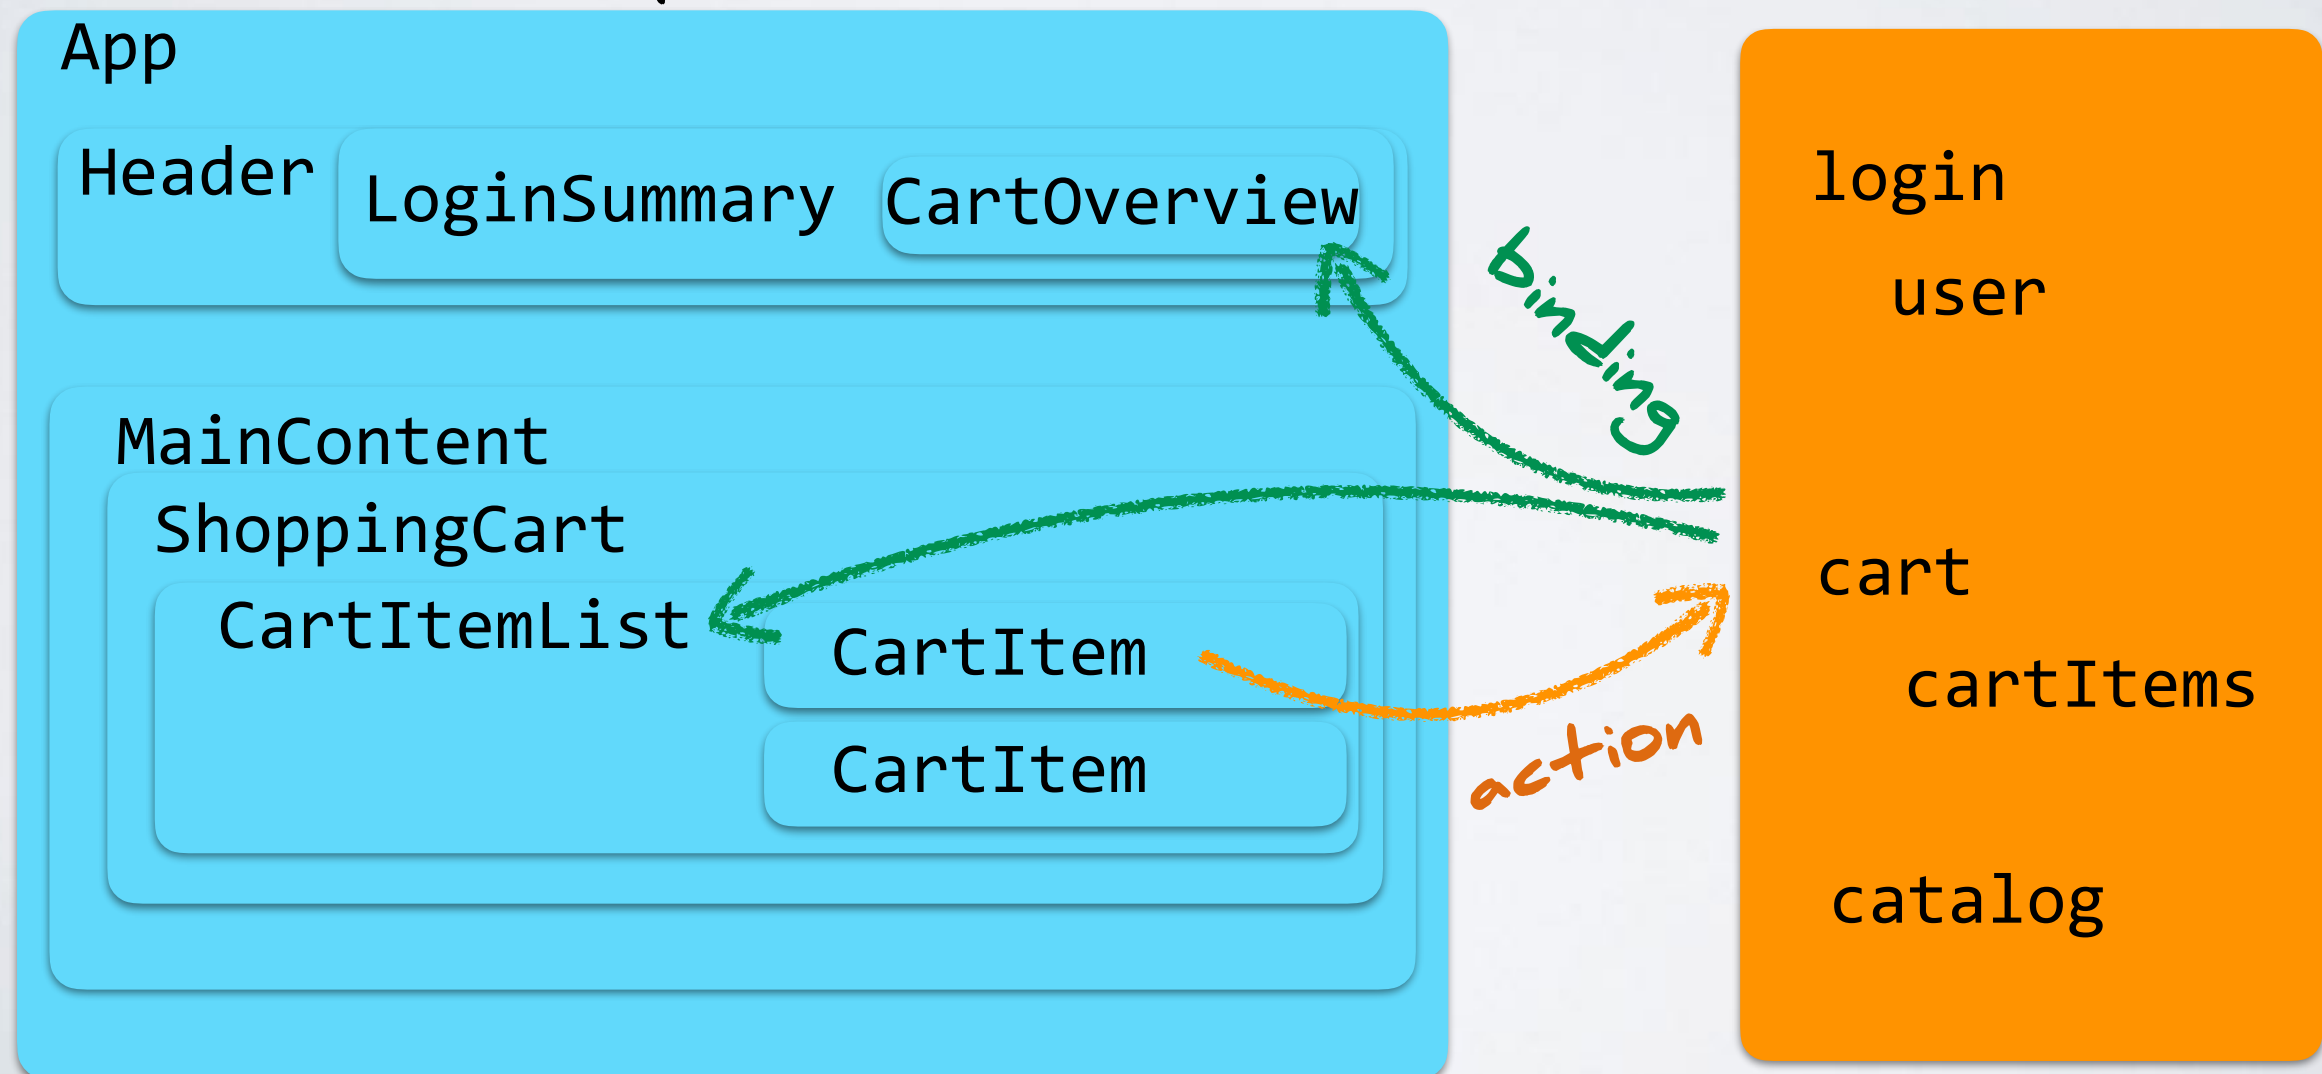 App
Header
LoginSummary
CartOverview
MainContent
ShoppingCart
CartItemList
CartItem
CartItem
binding
action
login
user
cart
cartItems
catalog